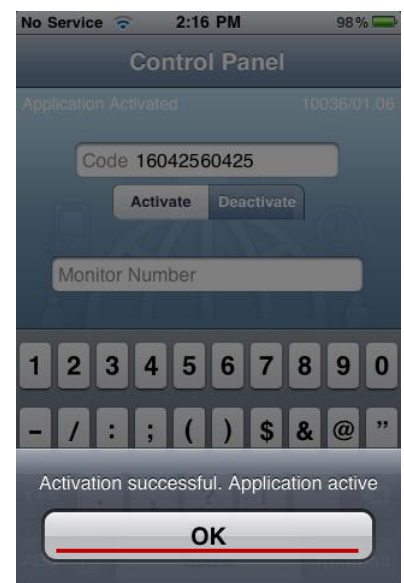 No Service 2:16 PM 98%
Control Panel
Application Activated 10036/01.06
Code 16042560425
Activate Deactivate
Monitor Number
1 2 3 4 5 6 7 8 9 0
- / : ; ( ) $ & @ "
Activation successful. Application active
OK